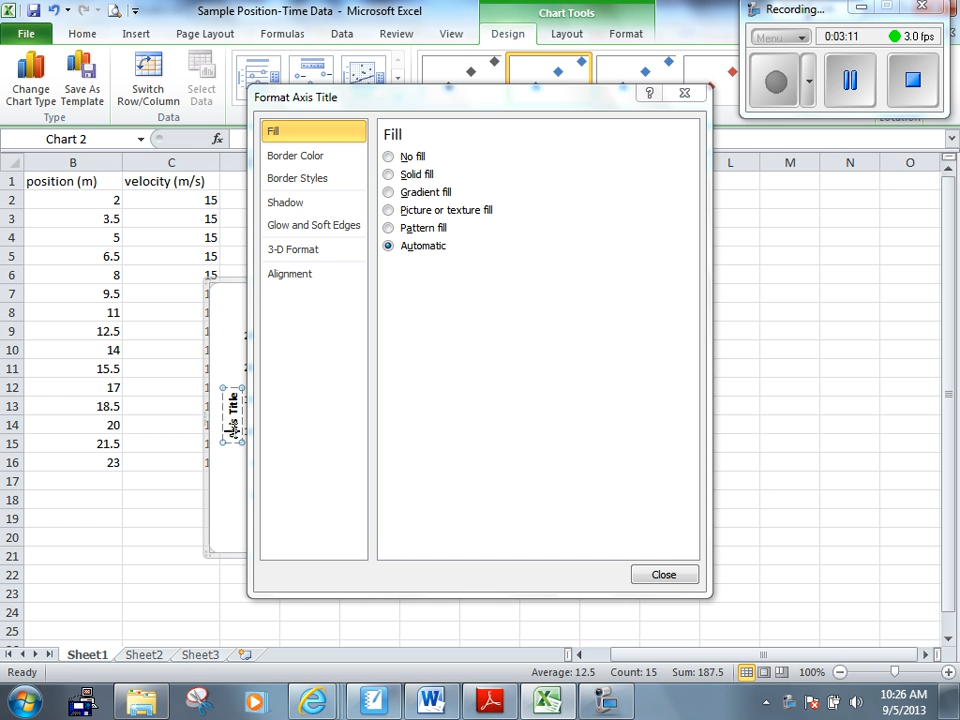 Sample Position-Time Data - Microsoft Excel
Chart Tools
Recording...
File
Home
Insert
Page Layout
Formulas
Data
Review
View
Design
Layout
Format
Menu
0:03:11
3.0 fps
Change
Chart Type
Save As
Template
Switch
Row/Column
Select
Data
Type
Data
Location
Chart 2
fx
Format Axis Title
Fill
Border Color
Border Styles
Shadow
Glow and Soft Edges
3-D Format
Alignment
Fill
No fill
Solid fill
Gradient fill
Picture or texture fill
Pattern fill
Automatic
Close
B C L M N O
1 position (m) velocity (m/s)
2 2 15
3 3.5 15
4 5 15
5 6.5 15
6 8 15
7 9.5
8 11
9 12.5
10 14
11 15.5
12 17
13 18.5
14 20
15 21.5
16 23
17
18
19
20
21
22
23
24
25
Title
Sheet1 Sheet2 Sheet3
Ready
Average: 12.5 Count: 15 Sum: 187.5
100%
10:26 AM
9/5/2013